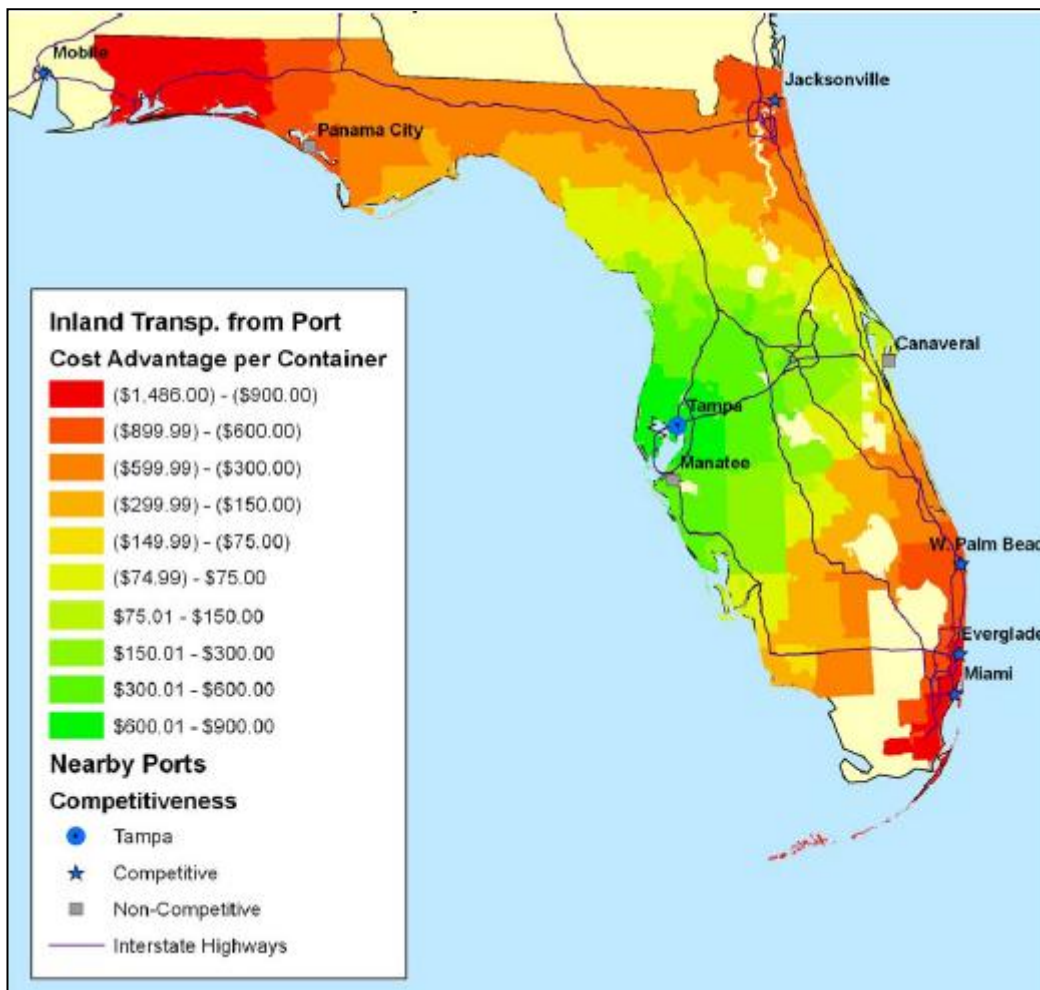 Mobile
Jacksonville
Panama City
Canaveral
Tampa
Manatee
W. Palm Beac
Everglade
Miami
Inland Transp. from Port
Cost Advantage per Container
($1,486.00) - ($900.00)
($899.99) - ($600.00)
($599.99) - ($300.00)
($299.99) - ($150.00)
($149.99) - ($75.00)
($74.99) - $75.00
$75.01 - $150.00
$150.01 - $300.00
$300.01 - $600.00
$600.01 - $900.00
Nearby Ports
Competitiveness
Tampa
Competitive
Non-Competitive
Interstate Highways